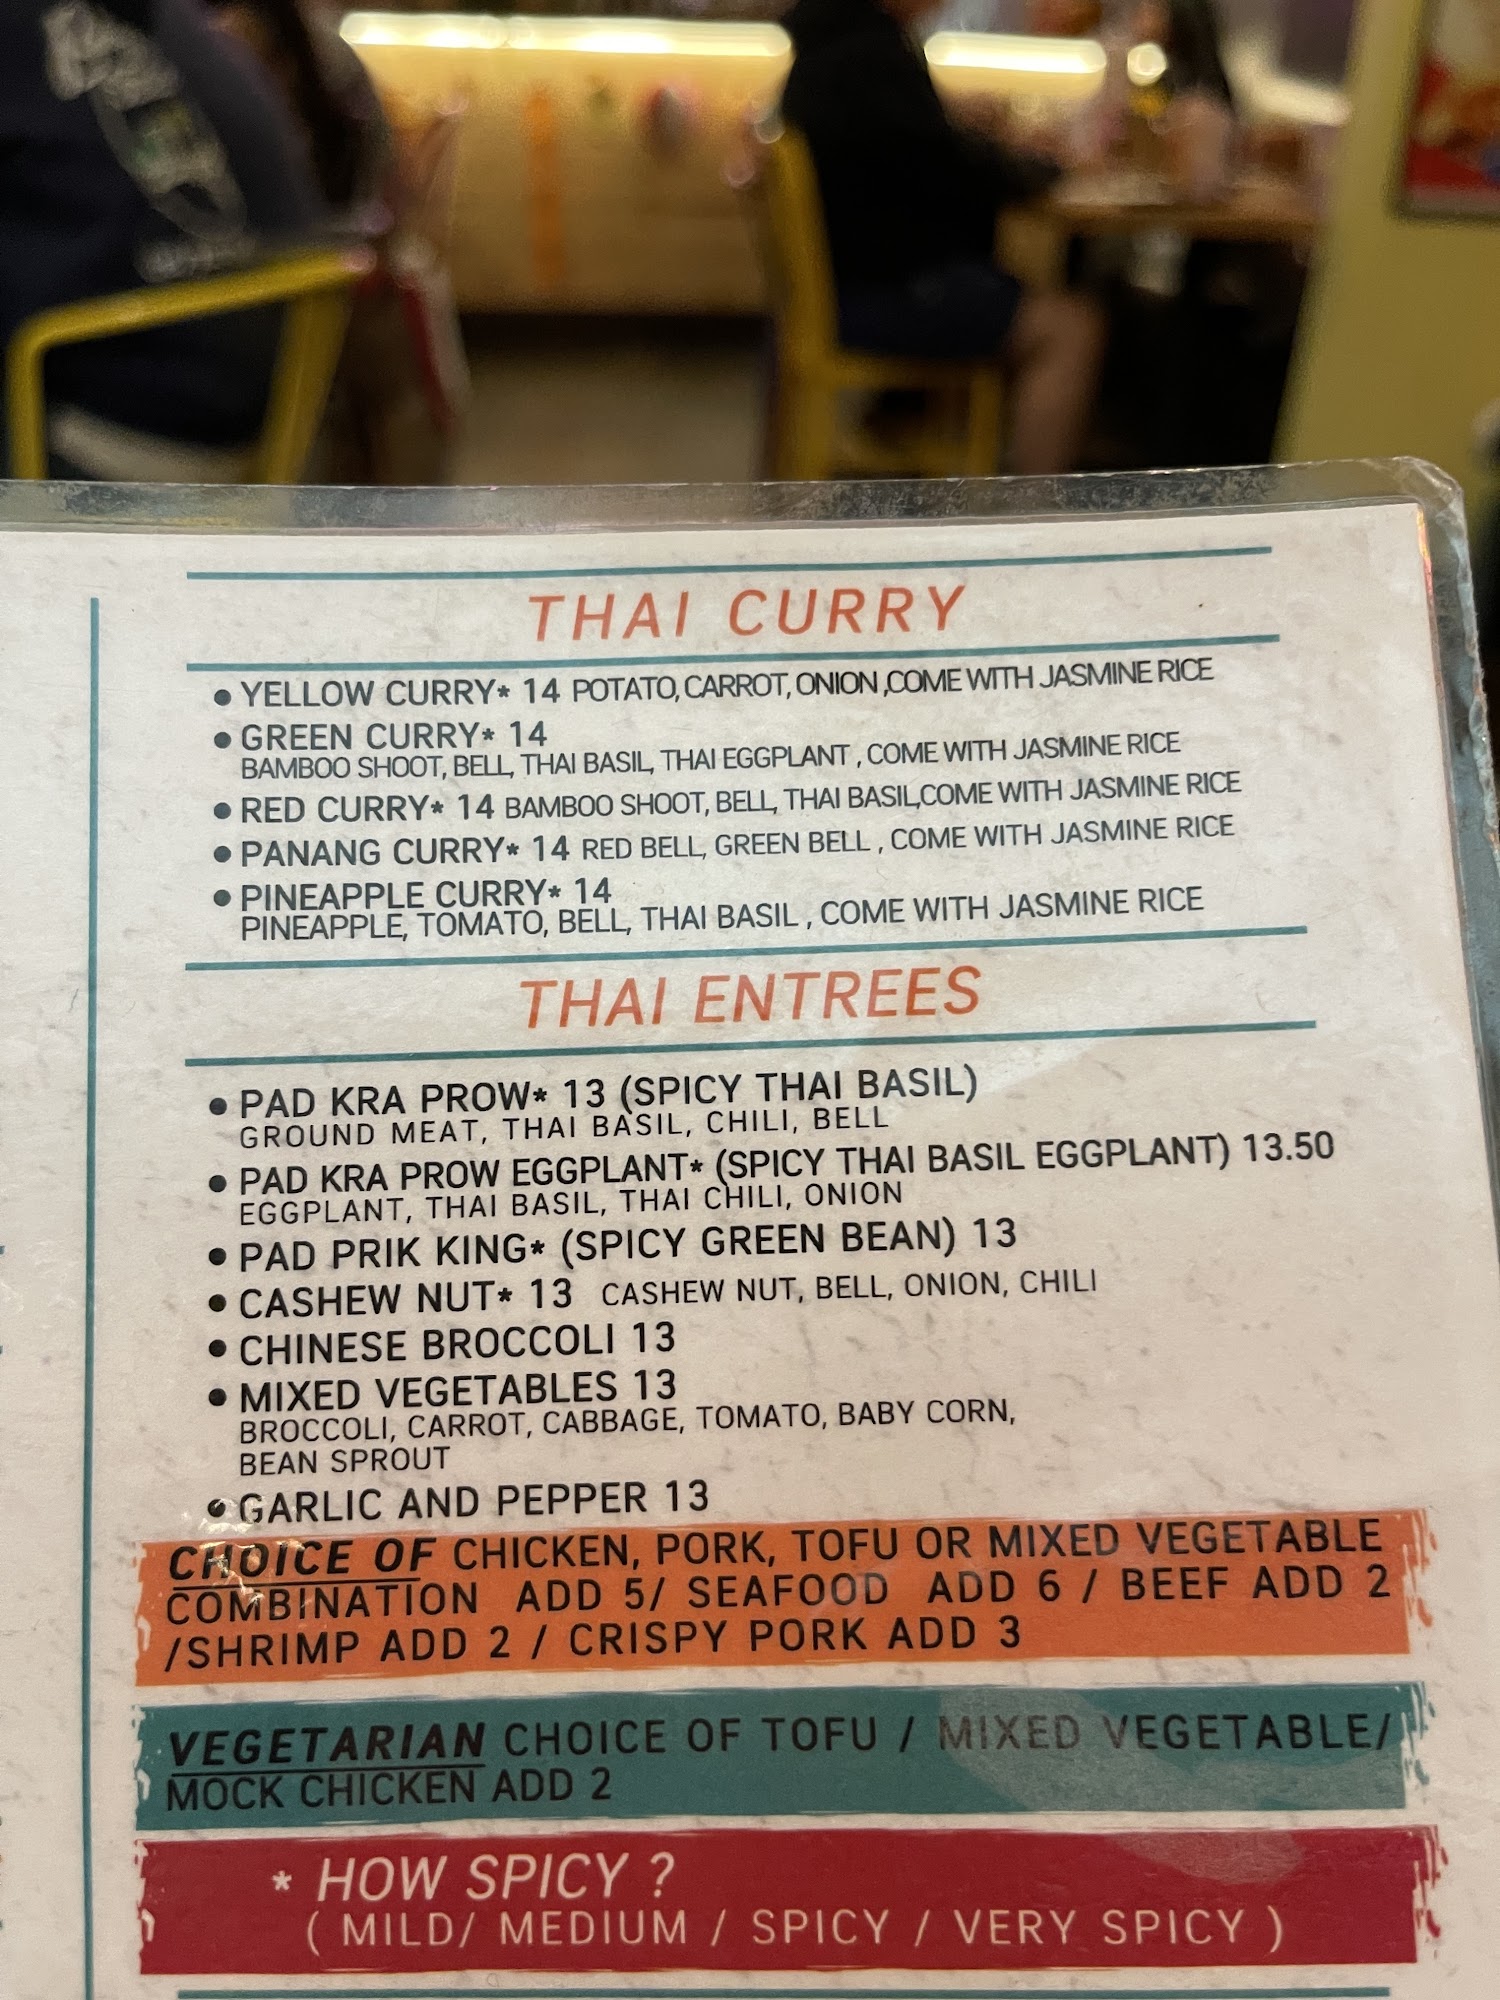 THAI CURRY
• YELLOW CURRY* 14 POTATO, CARROT, ONION ,COME WITH JASMINE RICE
• GREEN CURRY* 14
BAMBOO SHOOT, BELL, THAI BASIL, THAI EGGPLANT , COME WITH JASMINE RICE
• RED CURRY* 14 BAMBOO SHOOT, BELL, THAI BASIL,COME WITH JASMINE RICE
• PANANG CURRY* 14 RED BELL, GREEN BELL , COME WITH JASMINE RICE
• PINEAPPLE CURRY* 14
PINEAPPLE, TOMATO, BELL, THAI BASIL , COME WITH JASMINE RICE
THAI ENTREES
• PAD KRA PROW* 13 (SPICY THAI BASIL)
GROUND MEAT, THAI BASIL, CHILI, BELL
• PAD KRA PROW EGGPLANT* (SPICY THAI BASIL EGGPLANT) 13.50
EGGPLANT, THAI BASIL, THAI CHILI, ONION
• PAD PRIK KING* (SPICY GREEN BEAN) 13
• CASHEW NUT* 13 CASHEW NUT, BELL, ONION, CHILI
• CHINESE BROCCOLI 13
• MIXED VEGETABLES 13
BROCCOLI, CARROT, CABBAGE, TOMATO, BABY CORN,
BEAN SPROUT
• GARLIC AND PEPPER 13
CHOICE OF CHICKEN, PORK, TOFU OR MIXED VEGETABLE
COMBINATION ADD 5/ SEAFOOD ADD 6 / BEEF ADD 2
/SHRIMP ADD 2 / CRISPY PORK ADD 3
VEGETARIAN CHOICE OF TOFU / MIXED VEGETABLE/
MOCK CHICKEN ADD 2
* HOW SPICY ?
( MILD/ MEDIUM / SPICY / VERY SPICY )